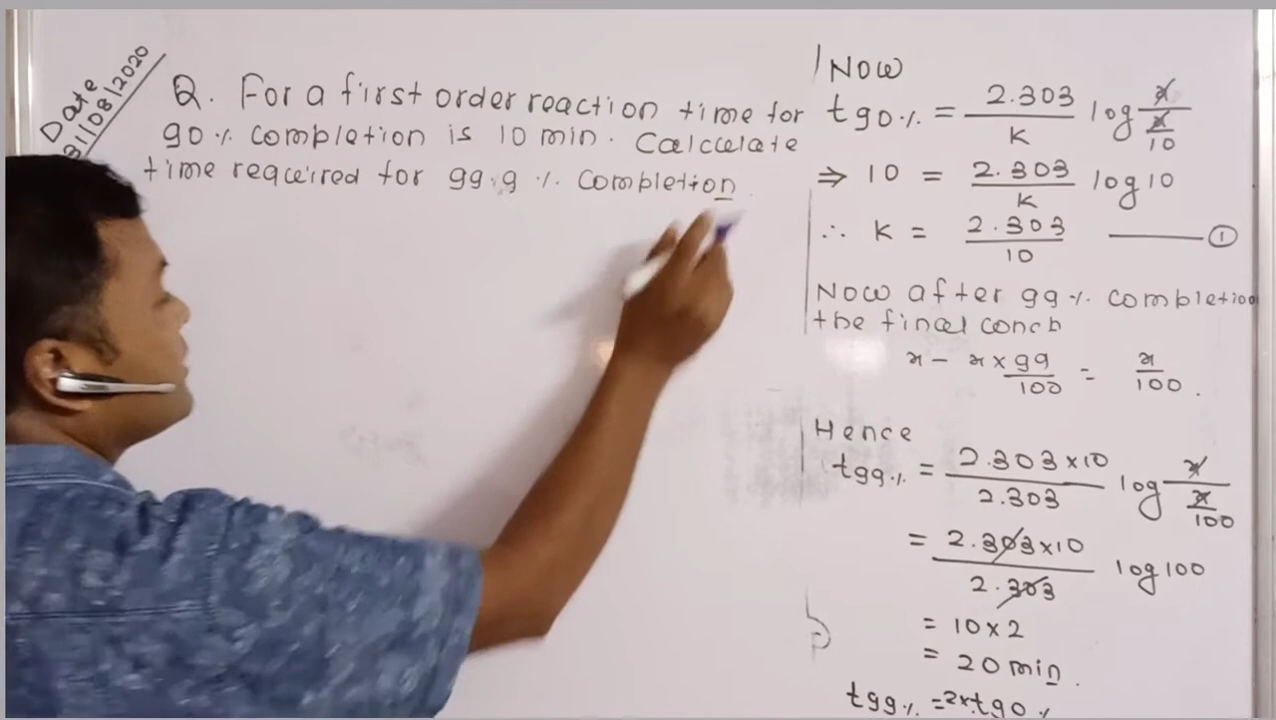 Date
31/08/2020
Q. For a first order reaction time for
90 % completion is 10 min. Calculate
time required for 99.9 % completion.
Now
t90% = 2.303/K log x/(x/10)
⇒ 10 = 2.303/K log 10
∴ K = 2.303/10 ——— ①
Now after 99% completion
the final conc
x - x × 99/100 = x/100 .
Hence
t99% = 2.303×10/2.303 log x/(x/100)
= 2.303×10/2.303 log 100
= 10 × 2
= 20 min.
t99% = 2×t90%